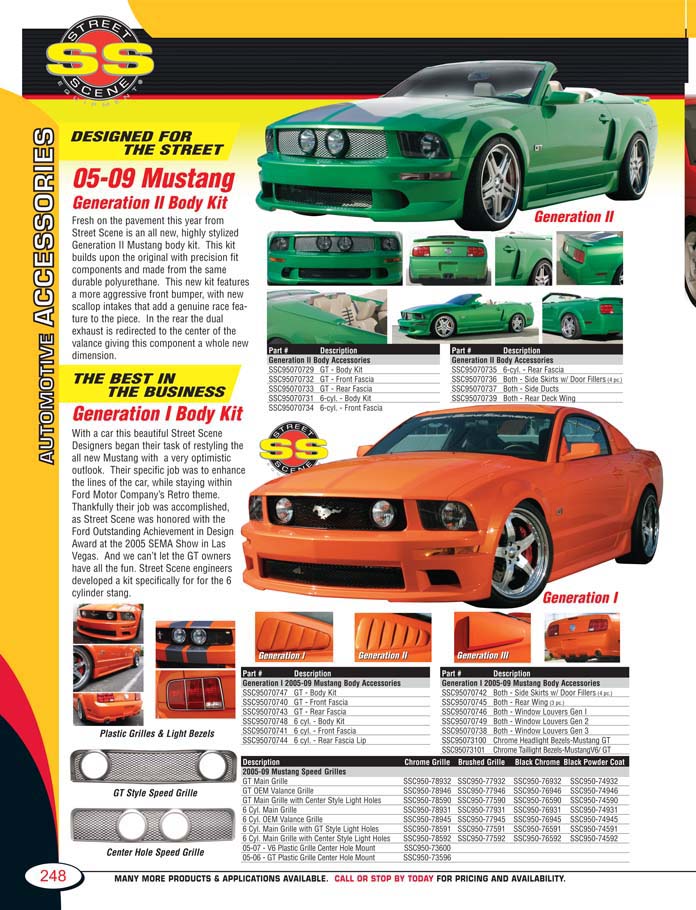 STREET
SS
SCENE
EQUIPMENT
AUTOMOTIVE ACCESSORIES
DESIGNED FOR
THE STREET
05-09 Mustang
Generation II Body Kit
Fresh on the pavement this year from
Street Scene is an all new, highly stylized
Generation II Mustang body kit. This kit
builds upon the original with precision fit
components and made from the same
durable polyurethane. This new kit features
a more aggressive front bumper, with new
scallop intakes that add a genuine race fea-
ture to the piece. In the rear the dual
exhaust is redirected to the center of the
valance giving this component a whole new
dimension.
Generation II
Part # Description
Generation II Body Accessories
SSC95070729 GT - Body Kit
SSC95070732 GT - Front Fascia
SSC95070733 GT - Rear Fascia
SSC95070731 6-cyl. - Body Kit
SSC95070734 6-cyl. - Front Fascia
Part # Description
Generation II Body Accessories
SSC95070735 6-cyl. - Rear Fascia
SSC95070736 Both - Side Skirts w/ Door Fillers (4 pc.)
SSC95070737 Both - Side Ducts
SSC95070739 Both - Rear Deck Wing
THE BEST IN
THE BUSINESS
Generation I Body Kit
With a car this beautiful Street Scene
Designers began their task of restyling the
all new Mustang with a very optimistic
outlook. Their specific job was to enhance
the lines of the car, while staying within
Ford Motor Company's Retro theme.
Thankfully their job was accomplished,
as Street Scene was honored with the
Ford Outstanding Achievement in Design
Award at the 2005 SEMA Show in Las
Vegas. And we can't let the GT owners
have all the fun. Street Scene engineers
developed a kit specifically for for the 6
cylinder stang.
STREET
SS
SCENE
Generation I
Generation I
Generation II
Generation III
Plastic Grilles & Light Bezels
GT Style Speed Grille
Center Hole Speed Grille
Part # Description
Generation I 2005-09 Mustang Body Accessories
SSC95070747 GT - Body Kit
SSC95070740 GT - Front Fascia
SSC95070743 GT - Rear Fascia
SSC95070748 6 cyl. - Body Kit
SSC95070741 6 cyl. - Front Fascia
SSC95070744 6 cyl. - Rear Fascia Lip
Part # Description
Generation I 2005-09 Mustang Body Accessories
SSC95070742 Both - Side Skirts w/ Door Fillers (4 pc.)
SSC95070745 Both - Rear Wing (3 pc.)
SSC95070746 Both - Window Louvers Gen I
SSC95070749 Both - Window Louvers Gen 2
SSC95070738 Both - Window Louvers Gen 3
SSC95073100 Chrome Headlight Bezels-Mustang GT
SSC95073101 Chrome Taillight Bezels-MustangV6/ GT
Description Chrome Grille Brushed Grille Black Chrome Black Powder Coat
2005-09 Mustang Speed Grilles
GT Main Grille SSC950-78932 SSC950-77932 SSC950-76932 SSC950-74932
GT OEM Valance Grille SSC950-78946 SSC950-77946 SSC950-76946 SSC950-74946
GT Main Grille with Center Style Light Holes SSC950-78590 SSC950-77590 SSC950-76590 SSC950-74590
6 Cyl. Main Grille SSC950-78931 SSC950-77931 SSC950-76931 SSC950-74931
6 Cyl. OEM Valance Grille SSC950-78945 SSC950-77945 SSC950-76945 SSC950-74945
6 Cyl. Main Grille with GT Style Light Holes SSC950-78591 SSC950-77591 SSC950-76591 SSC950-74591
6 Cyl. Main Grille with Center Style Light Holes SSC950-78592 SSC950-77592 SSC950-76592 SSC950-74592
05-07 - V6 Plastic Grille Center Hole Mount SSC950-73600
05-06 - GT Plastic Grille Center Hole Mount SSC950-73596
248
MANY MORE PRODUCTS & APPLICATIONS AVAILABLE. CALL OR STOP BY TODAY FOR PRICING AND AVAILABILITY.